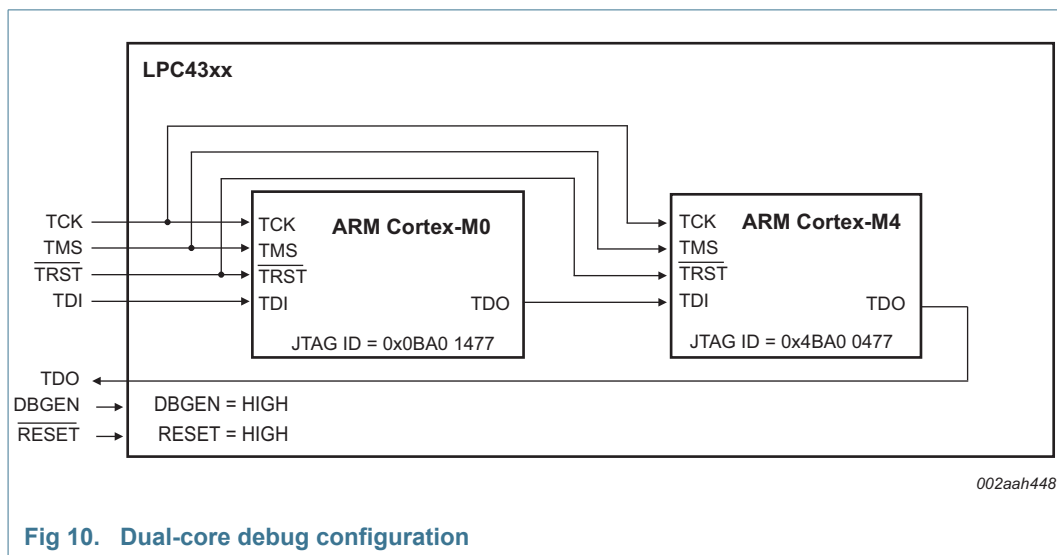 LPC43xx
TCK
TMS
TRST
TDI
TCK
TMS
TRST
TDI
ARM Cortex-M0
TDO
JTAG ID = 0x0BA0 1477
TCK
TMS
TRST
TDI
ARM Cortex-M4
TDO
JTAG ID = 0x4BA0 0477
TDO
DBGEN
RESET
DBGEN = HIGH
RESET = HIGH
002aah448
Fig 10. Dual-core debug configuration